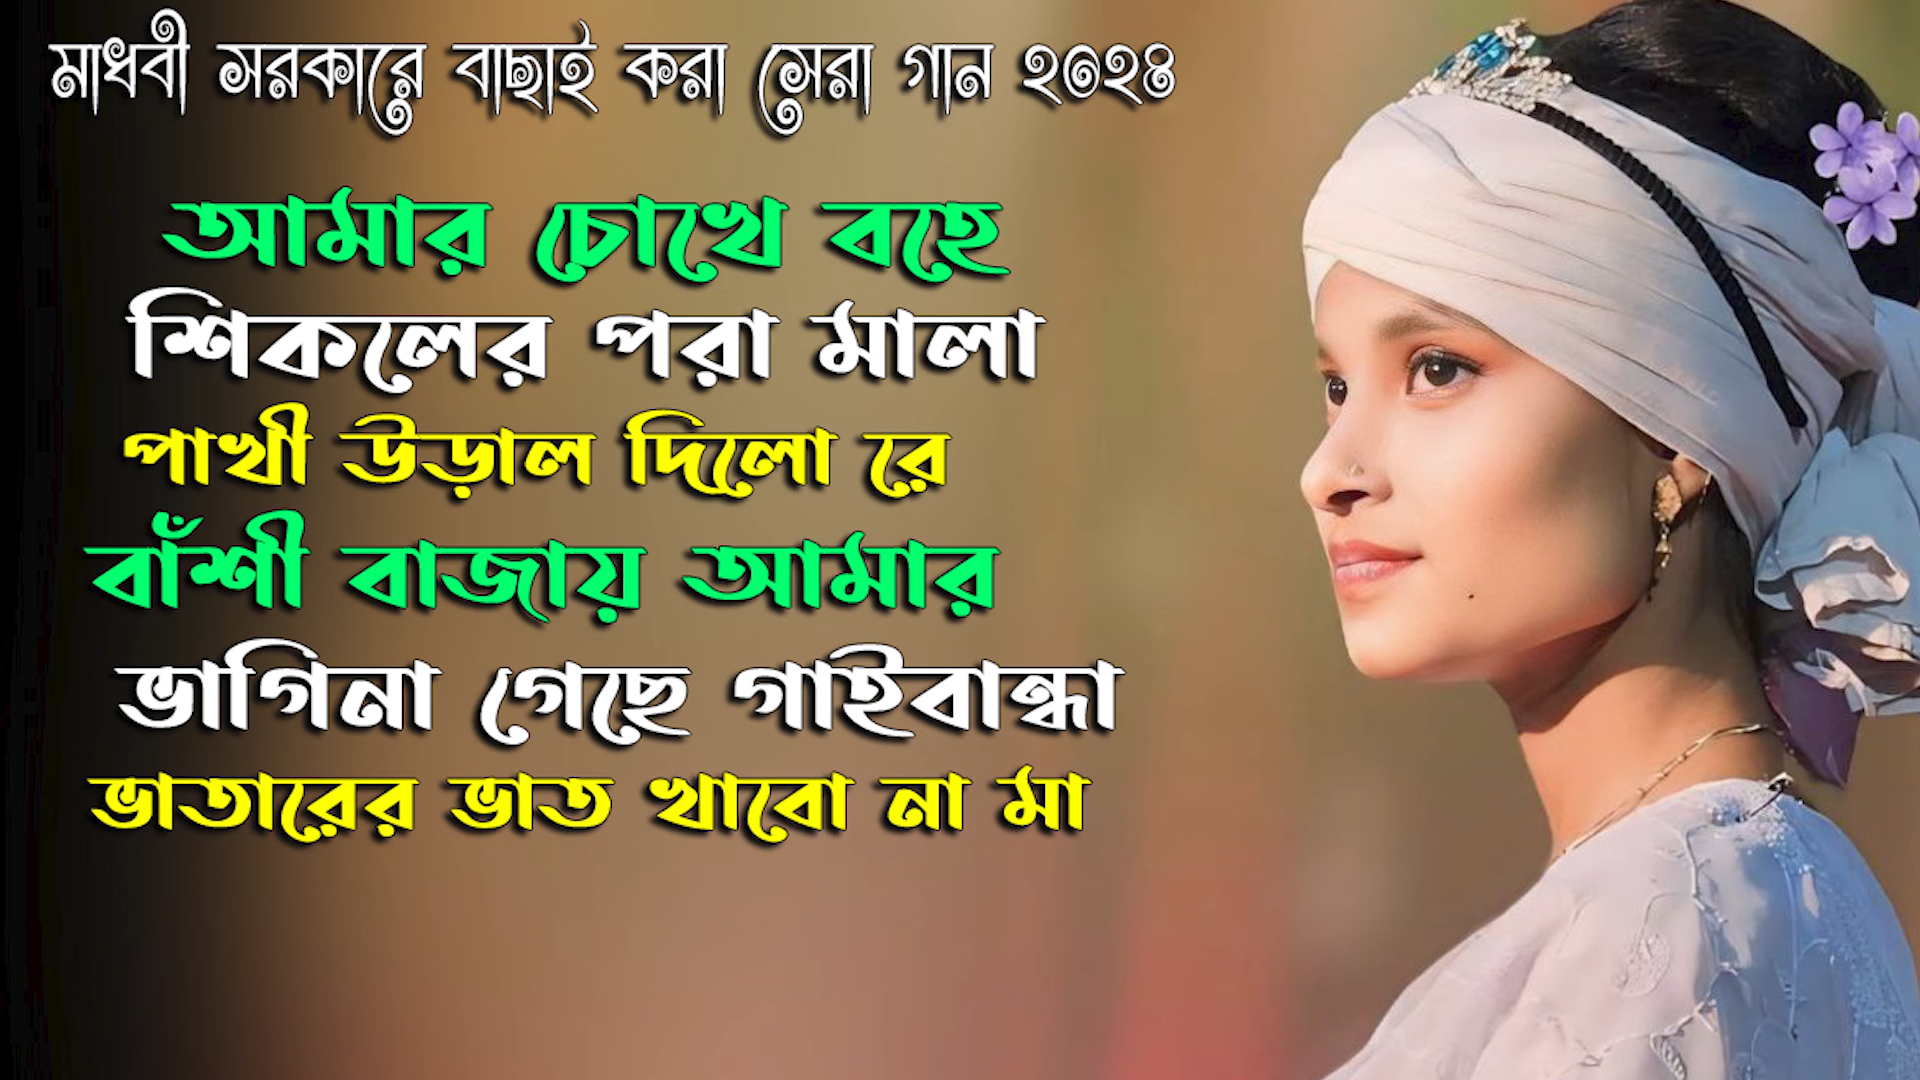 মাধবী সরকারে বাছাই করা সেরা গান ২০২৪
আমার চোখে বহে
শিকলের পরা মালা
পাখী উড়াল দিলো রে
বাঁশী বাজায় আমার
ভাগিনা গেছে গাইবান্ধা
ভাতারের ভাত খাবো না মা